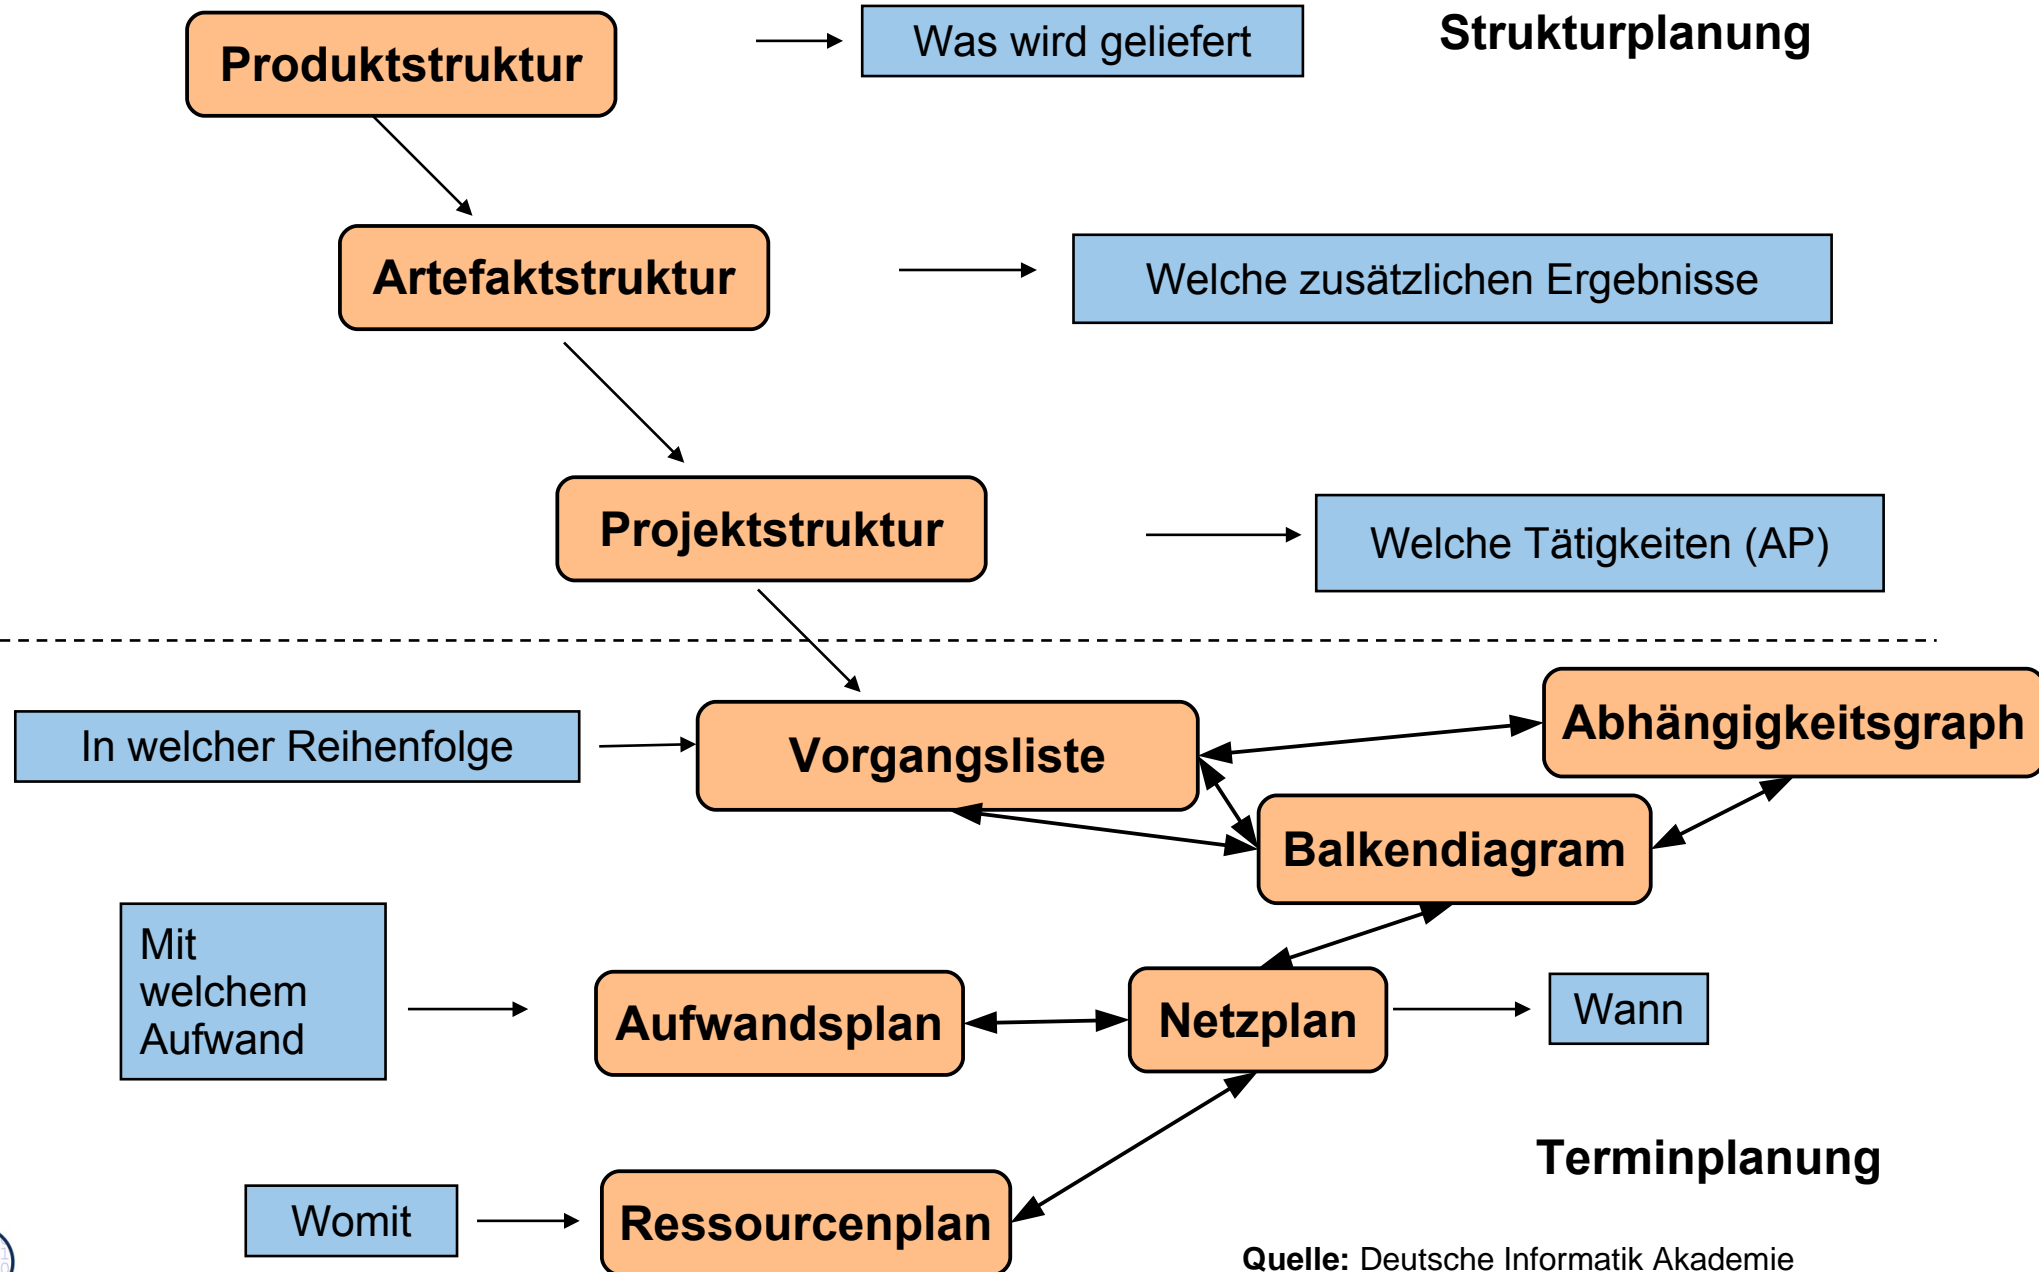 Produktstruktur
Was wird geliefert
Strukturplanung
Artefaktstruktur
Welche zusätzlichen Ergebnisse
Projektstruktur
Welche Tätigkeiten (AP)
In welcher Reihenfolge
Vorgangsliste
Abhängigkeitsgraph
Balkendiagram
Mit
welchem
Aufwand
Aufwandsplan
Netzplan
Wann
Terminplanung
Womit
Ressourcenplan
Quelle: Deutsche Informatik Akademie